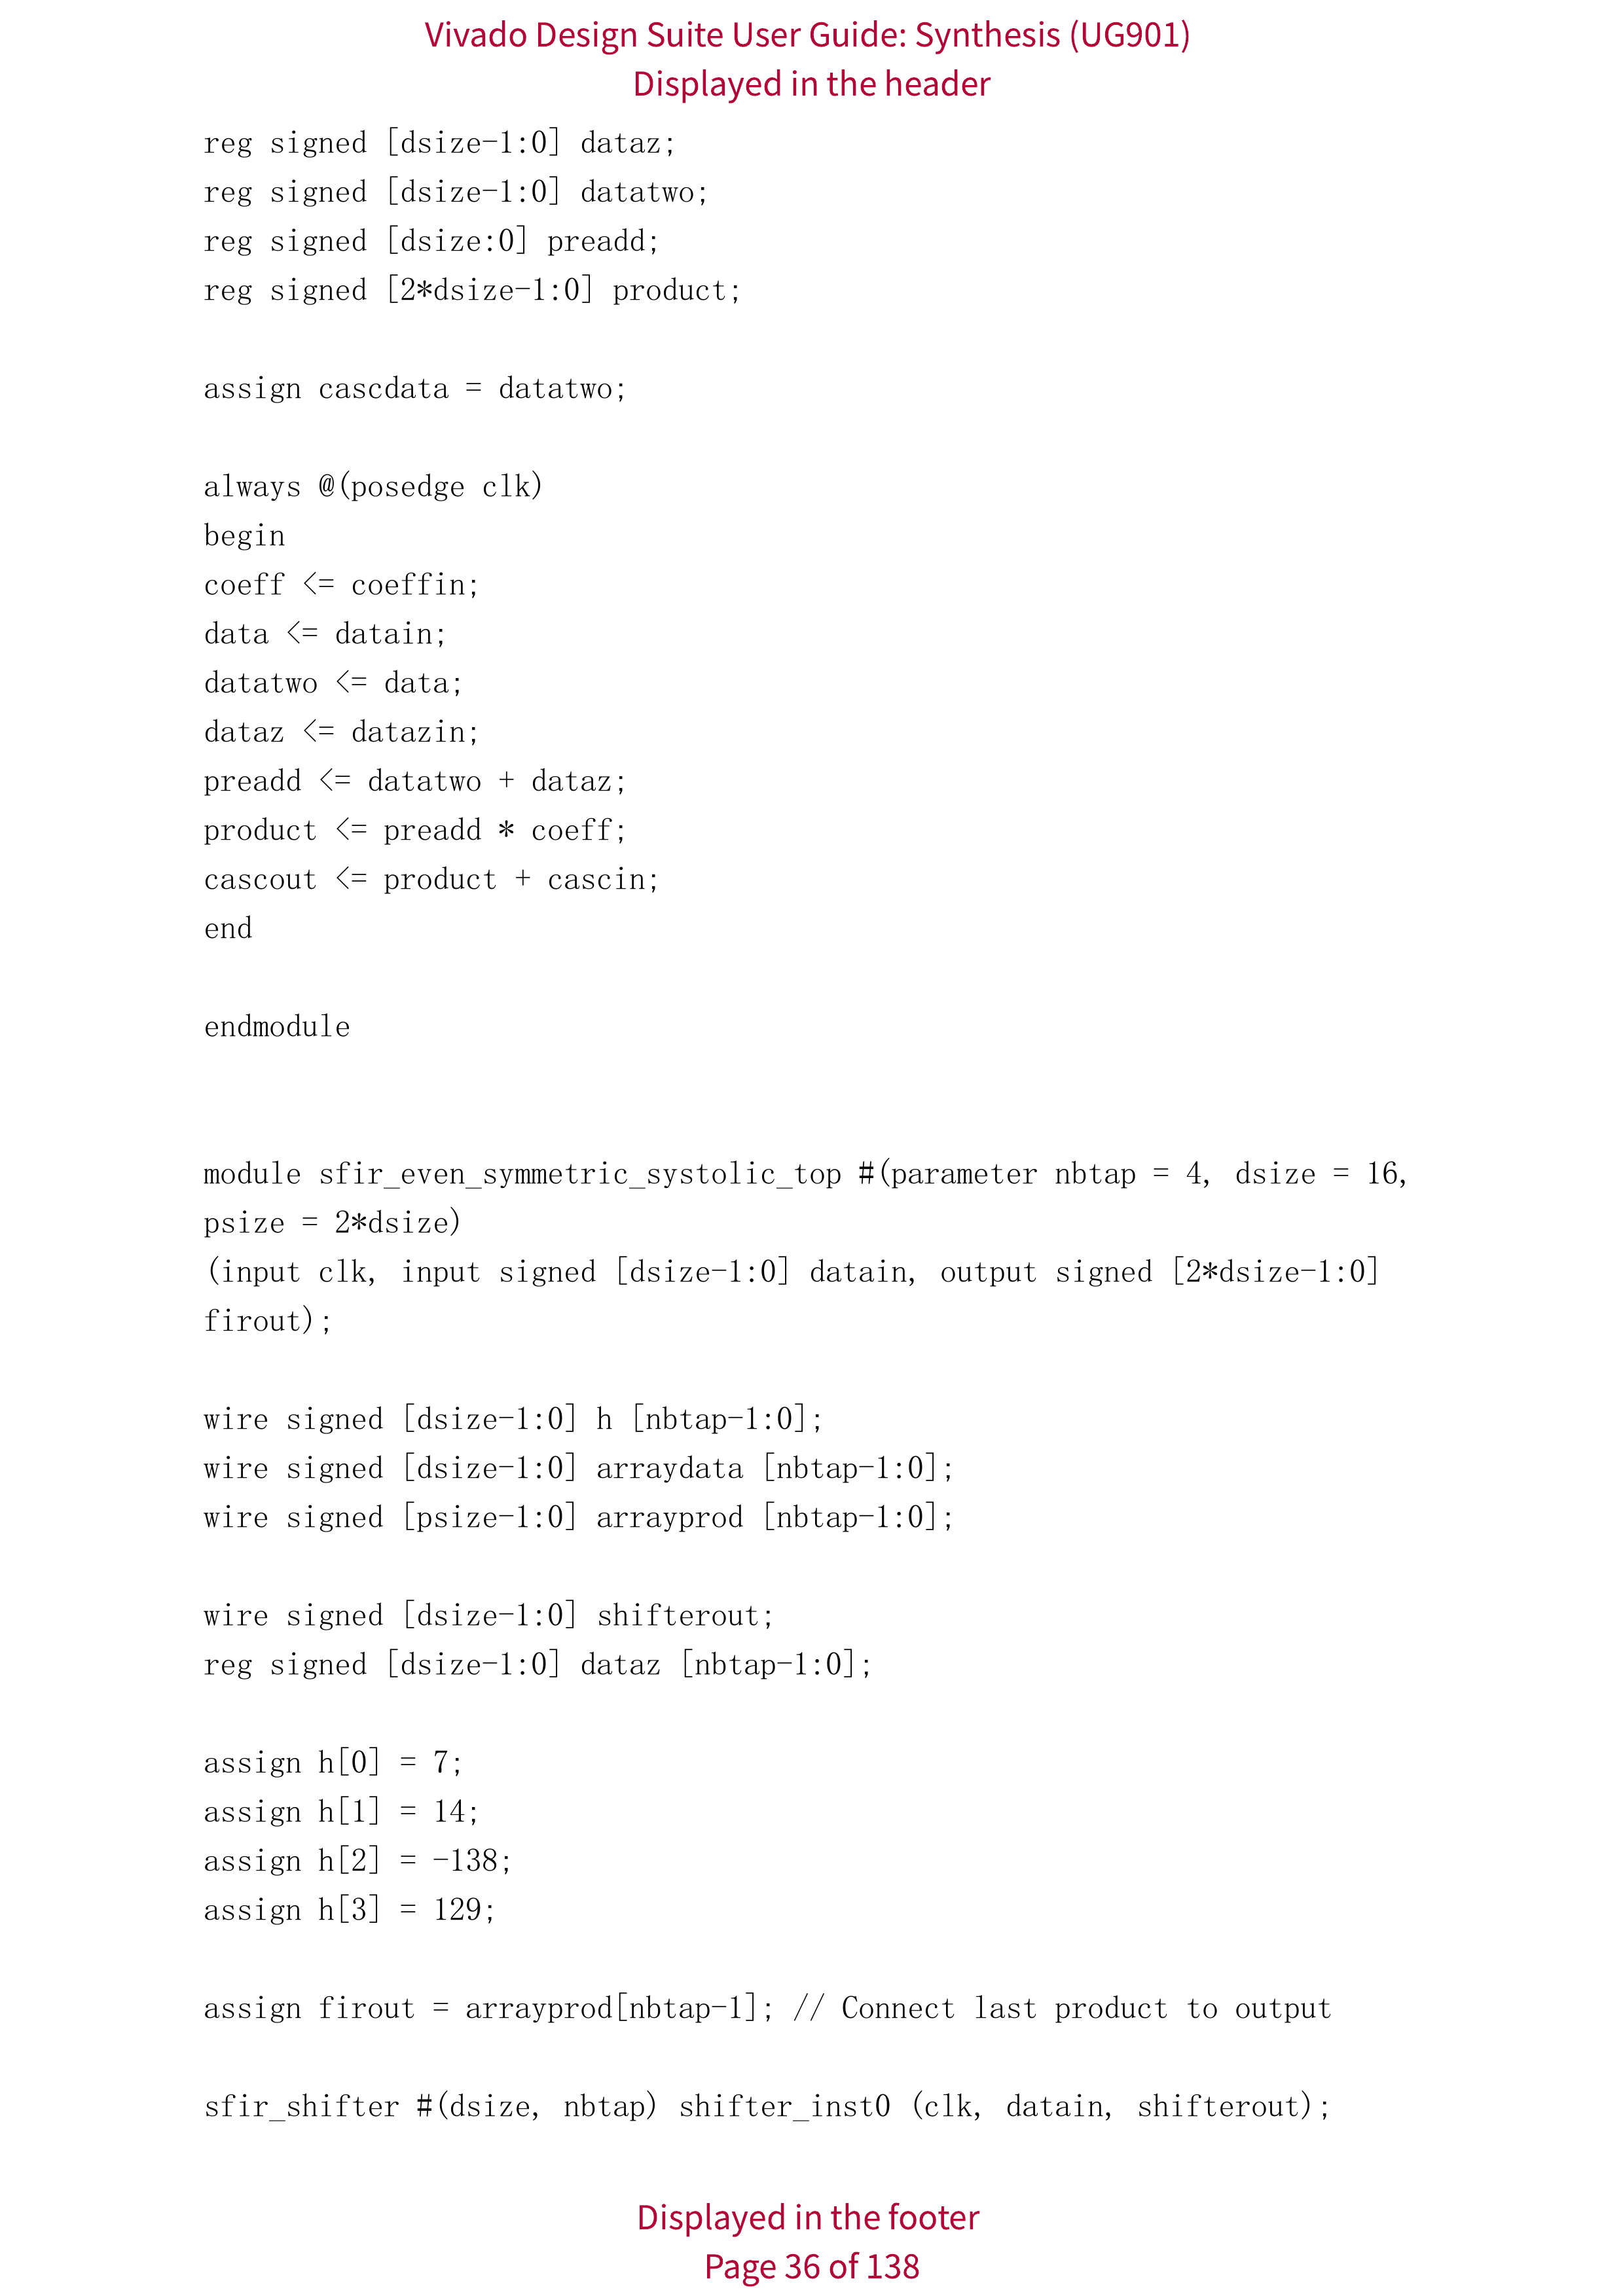 Vivado Design Suite User Guide: Synthesis (UG901)
Displayed in the header
reg signed [dsize-1:0] dataz;
reg signed [dsize-1:0] datatwo;
reg signed [dsize:0] preadd;
reg signed [2*dsize-1:0] product;
assign cascdata = datatwo;
always @(posedge clk)
begin
coeff <= coeffin;
data <= datain;
datatwo <= data;
dataz <= datazin;
preadd <= datatwo + dataz;
product <= preadd * coeff;
cascout <= product + cascin;
end
endmodule
module sfir_even_symmetric_systolic_top #(parameter nbtap = 4, dsize = 16,
psize = 2*dsize)
(input clk, input signed [dsize-1:0] datain, output signed [2*dsize-1:0]
firout);
wire signed [dsize-1:0] h [nbtap-1:0];
wire signed [dsize-1:0] arraydata [nbtap-1:0];
wire signed [psize-1:0] arrayprod [nbtap-1:0];
wire signed [dsize-1:0] shifterout;
reg signed [dsize-1:0] dataz [nbtap-1:0];
assign h[0] = 7;
assign h[1] = 14;
assign h[2] = -138;
assign h[3] = 129;
assign firout = arrayprod[nbtap-1]; // Connect last product to output
sfir_shifter #(dsize, nbtap) shifter_inst0 (clk, datain, shifterout);
Displayed in the footer
Page 36 of 138